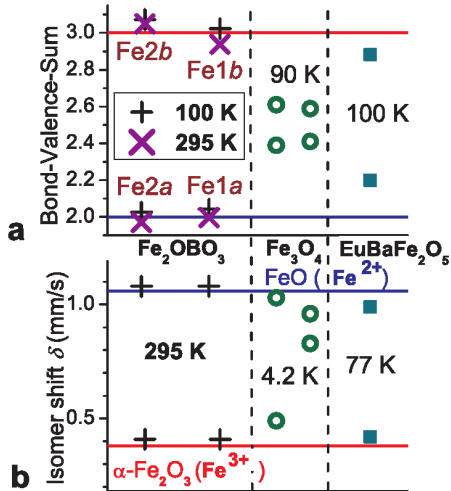 Bond-Valence-Sum
3.0
2.8
2.6
2.4
2.2
2.0
Fe2b
Fe1b
90 K
100 K
100 K
295 K
Fe2a
Fe1a
a
Fe₂OBO₃
Fe₃O₄
EuBaFe₂O₅
Isomer shift δ (mm/s)
FeO (Fe²⁺)
1.0
0.5
295 K
4.2 K
77 K
α-Fe₂O₃ (Fe³⁺)
b